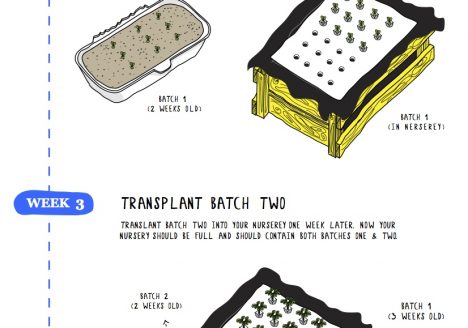 BATCH 1
(2 WEEKS OLD)
BATCH 1
(IN NERSEREY)
WEEK 3
TRANSPLANT BATCH TWO
TRANSLANT BATCH TWO INTO YOUR NURSEREY ONE WEEK LATER. NOW YOUR
NURSERY SHOULD BE FULL AND SHOULD CONTAIN BOTH BATCHES ONE & TWO.
BATCH 2
(2 WEEKS OLD)
BATCH 1
(3 WEEKS OLD)